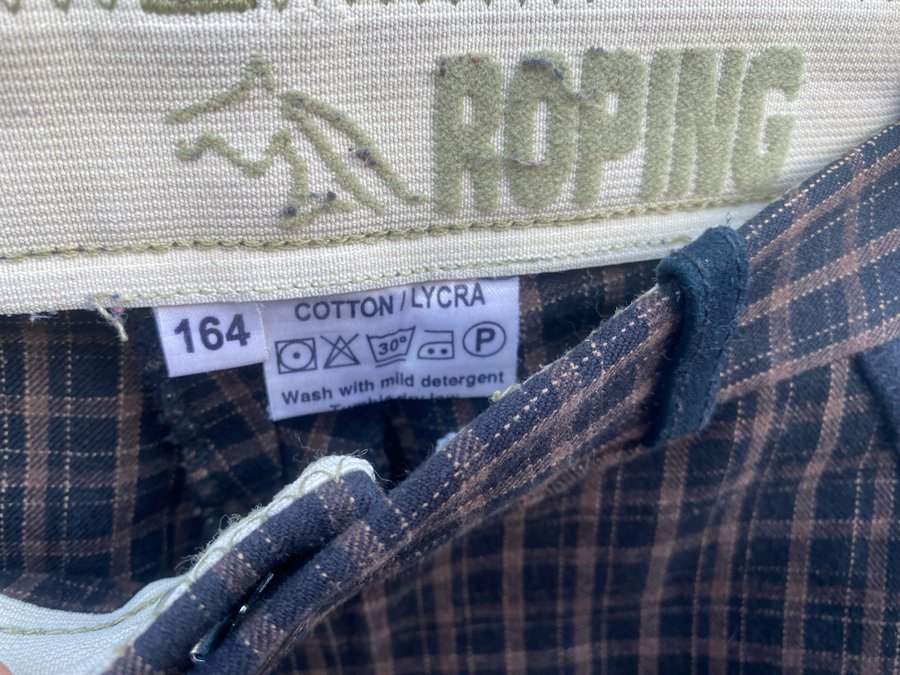 ROPING
164
COTTON/LYCRA
30°
P
Wash with mild detergent